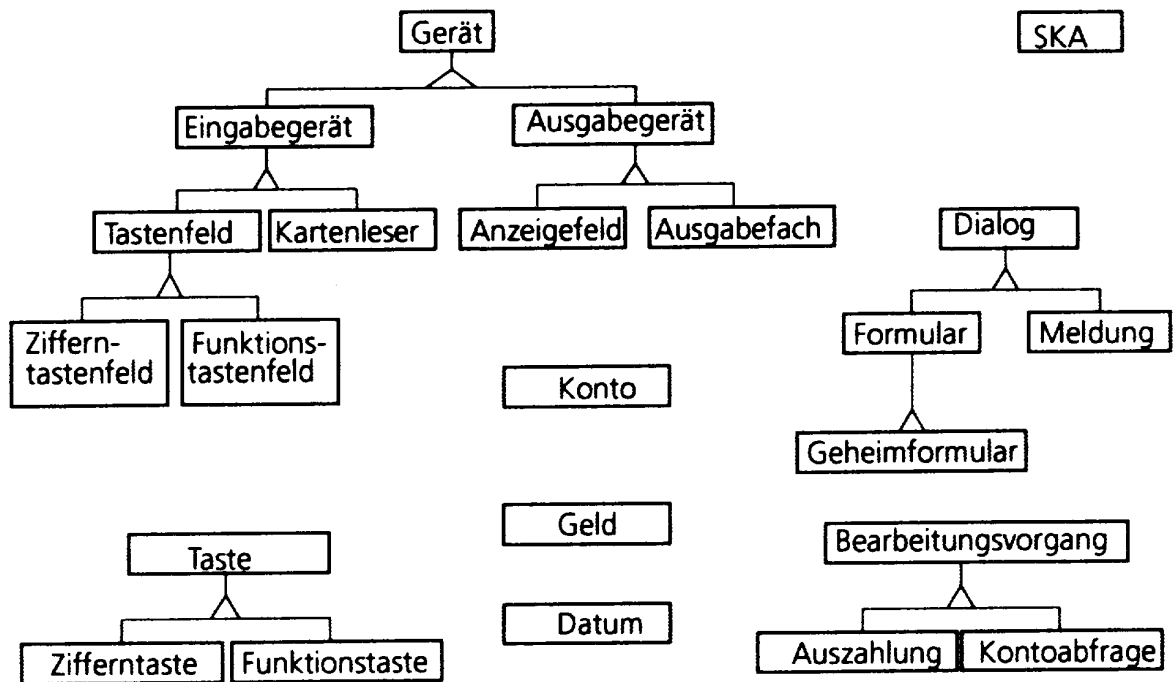 Gerät
SKA
Eingabegerät
Ausgabegerät
Tastenfeld
Kartenleser
Anzeigefeld
Ausgabefach
Dialog
Ziffern-
tastenfeld
Funktions-
tastenfeld
Formular
Meldung
Konto
Geheimformular
Geld
Bearbeitungsvorgang
Taste
Datum
Zifferntaste
Funktionstaste
Auszahlung
Kontoabfrage